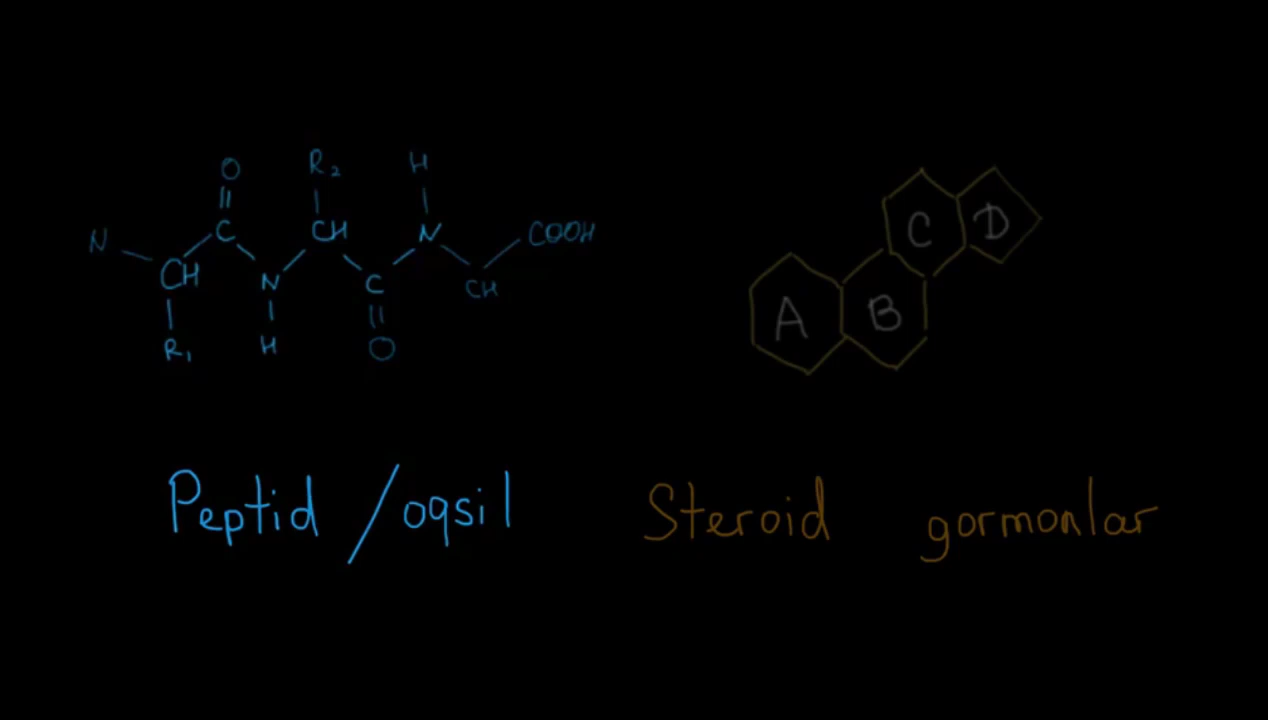 O R₂ H
N C CH N COOH
CH N C CH
R₁ H O
C D
A B
Peptid / oqsil Steroid gormonlar